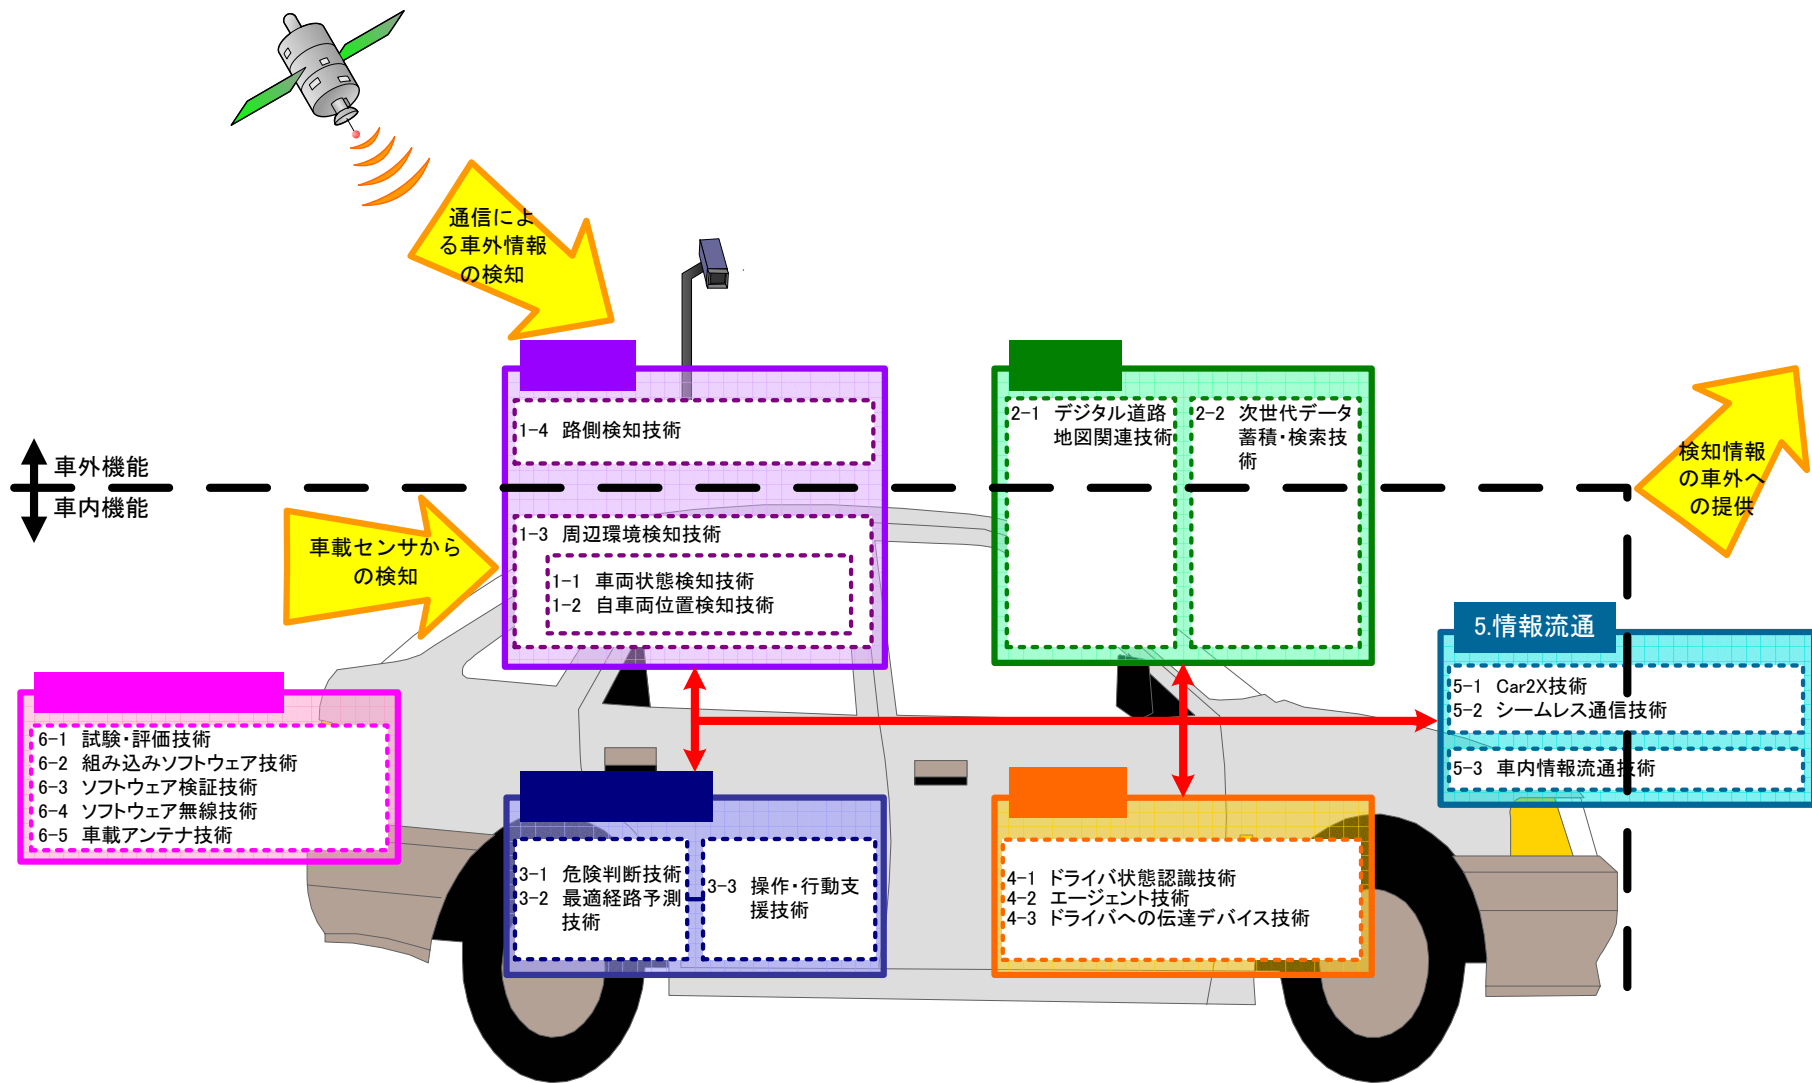 通信によ
る車外情報
の検知
車外機能
車内機能
車載センサから
の検知
1-4 路側検知技術
1-3 周辺環境検知技術
1-1 車両状態検知技術
1-2 自車両位置検知技術
2-1 デジタル道路
地図関連技術
2-2 次世代データ
蓄積・検索技
術
検知情報
の車外へ
の提供
5.情報流通
5-1 Car2X技術
5-2 シームレス通信技術
5-3 車内情報流通技術
6-1 試験・評価技術
6-2 組み込みソフトウェア技術
6-3 ソフトウェア検証技術
6-4 ソフトウェア無線技術
6-5 車載アンテナ技術
3-1 危険判断技術
3-2 最適経路予測
技術
3-3 操作・行動支
援技術
4-1 ドライバ状態認識技術
4-2 エージェント技術
4-3 ドライバへの伝達デバイス技術